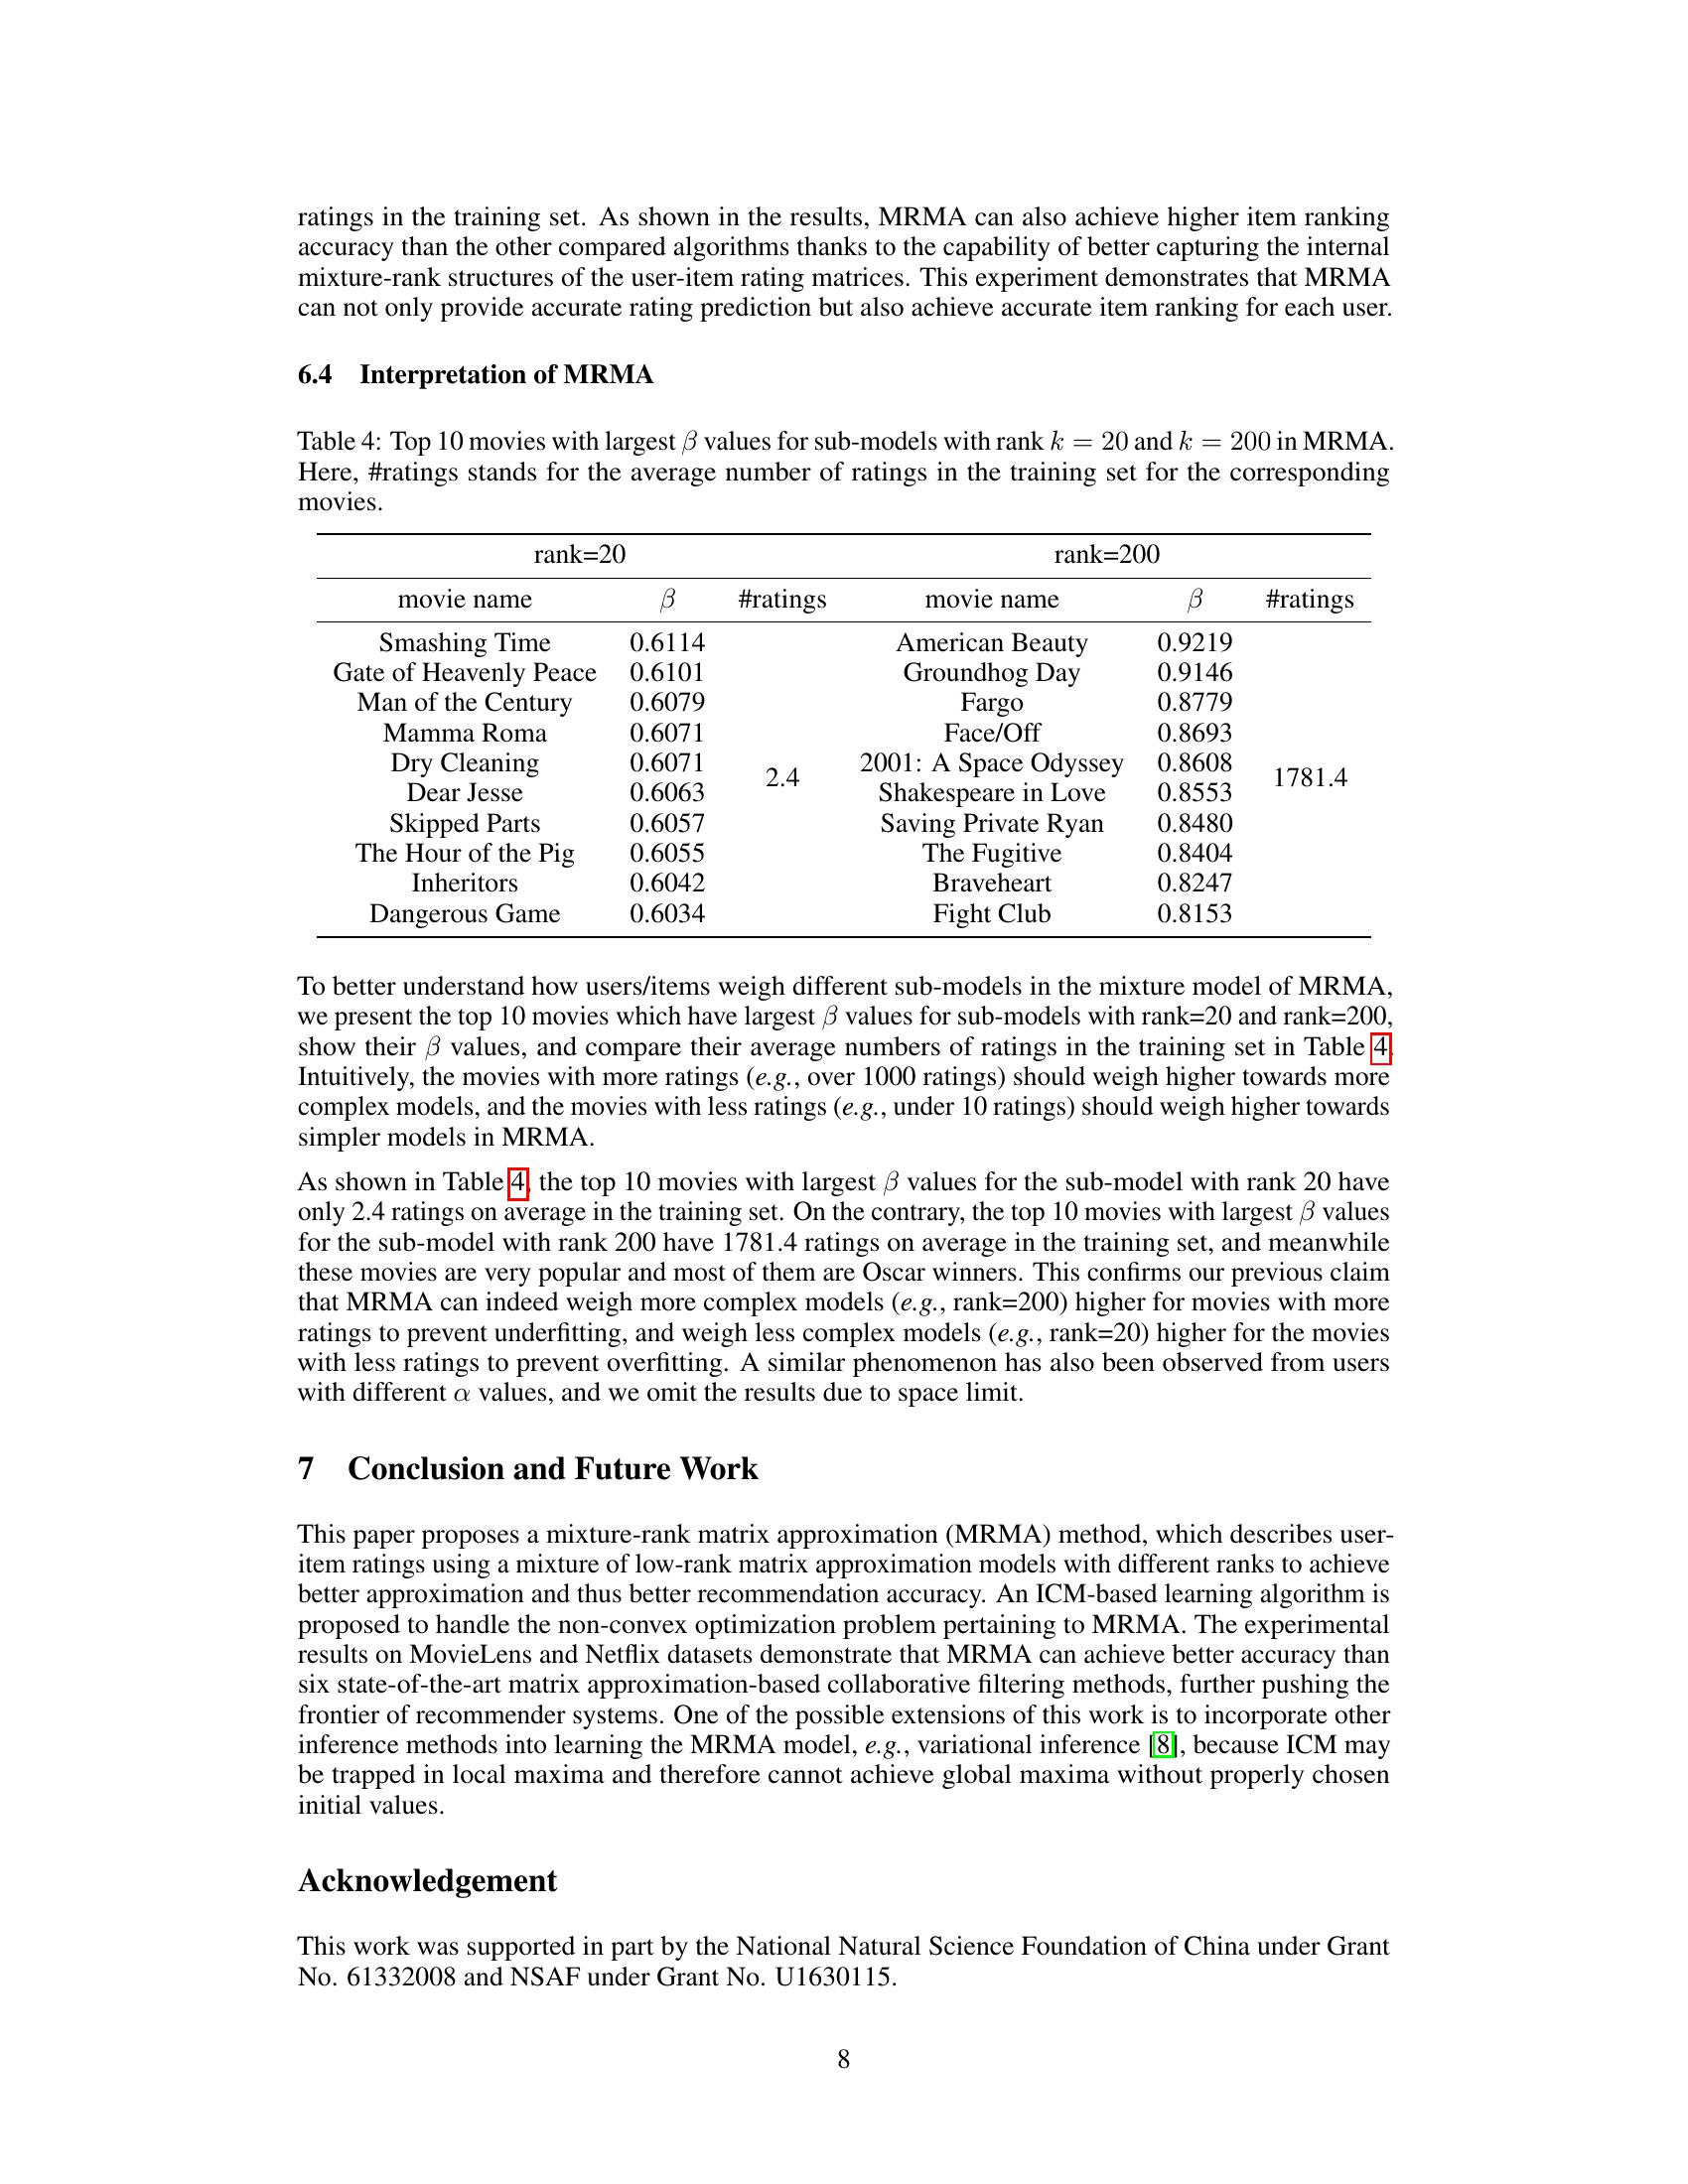 ratings in the training set. As shown in the results, MRMA can also achieve higher item ranking
accuracy than the other compared algorithms thanks to the capability of better capturing the internal
mixture-rank structures of the user-item rating matrices. This experiment demonstrates that MRMA
can not only provide accurate rating prediction but also achieve accurate item ranking for each user.
6.4 Interpretation of MRMA
Table 4: Top 10 movies with largest β values for sub-models with rank k = 20 and k = 200 in MRMA.
Here, #ratings stands for the average number of ratings in the training set for the corresponding
movies.
rank=20 rank=200
movie name β #ratings movie name β #ratings
Smashing Time 0.6114 American Beauty 0.9219
Gate of Heavenly Peace 0.6101 Groundhog Day 0.9146
Man of the Century 0.6079 Fargo 0.8779
Mamma Roma 0.6071 Face/Off 0.8693
Dry Cleaning 0.6071 2001: A Space Odyssey 0.8608
2.4 1781.4
Dear Jesse 0.6063 Shakespeare in Love 0.8553
Skipped Parts 0.6057 Saving Private Ryan 0.8480
The Hour of the Pig 0.6055 The Fugitive 0.8404
Inheritors 0.6042 Braveheart 0.8247
Dangerous Game 0.6034 Fight Club 0.8153
To better understand how users/items weigh different sub-models in the mixture model of MRMA,
we present the top 10 movies which have largest β values for sub-models with rank=20 and rank=200,
show their β values, and compare their average numbers of ratings in the training set in Table 4.
Intuitively, the movies with more ratings (e.g., over 1000 ratings) should weigh higher towards more
complex models, and the movies with less ratings (e.g., under 10 ratings) should weigh higher towards
simpler models in MRMA.
As shown in Table 4, the top 10 movies with largest β values for the sub-model with rank 20 have
only 2.4 ratings on average in the training set. On the contrary, the top 10 movies with largest β values
for the sub-model with rank 200 have 1781.4 ratings on average in the training set, and meanwhile
these movies are very popular and most of them are Oscar winners. This confirms our previous claim
that MRMA can indeed weigh more complex models (e.g., rank=200) higher for movies with more
ratings to prevent underfitting, and weigh less complex models (e.g., rank=20) higher for the movies
with less ratings to prevent overfitting. A similar phenomenon has also been observed from users
with different α values, and we omit the results due to space limit.
7 Conclusion and Future Work
This paper proposes a mixture-rank matrix approximation (MRMA) method, which describes user-
item ratings using a mixture of low-rank matrix approximation models with different ranks to achieve
better approximation and thus better recommendation accuracy. An ICM-based learning algorithm is
proposed to handle the non-convex optimization problem pertaining to MRMA. The experimental
results on MovieLens and Netflix datasets demonstrate that MRMA can achieve better accuracy than
six state-of-the-art matrix approximation-based collaborative filtering methods, further pushing the
frontier of recommender systems. One of the possible extensions of this work is to incorporate other
inference methods into learning the MRMA model, e.g., variational inference [8], because ICM may
be trapped in local maxima and therefore cannot achieve global maxima without properly chosen
initial values.
Acknowledgement
This work was supported in part by the National Natural Science Foundation of China under Grant
No. 61332008 and NSAF under Grant No. U1630115.
8